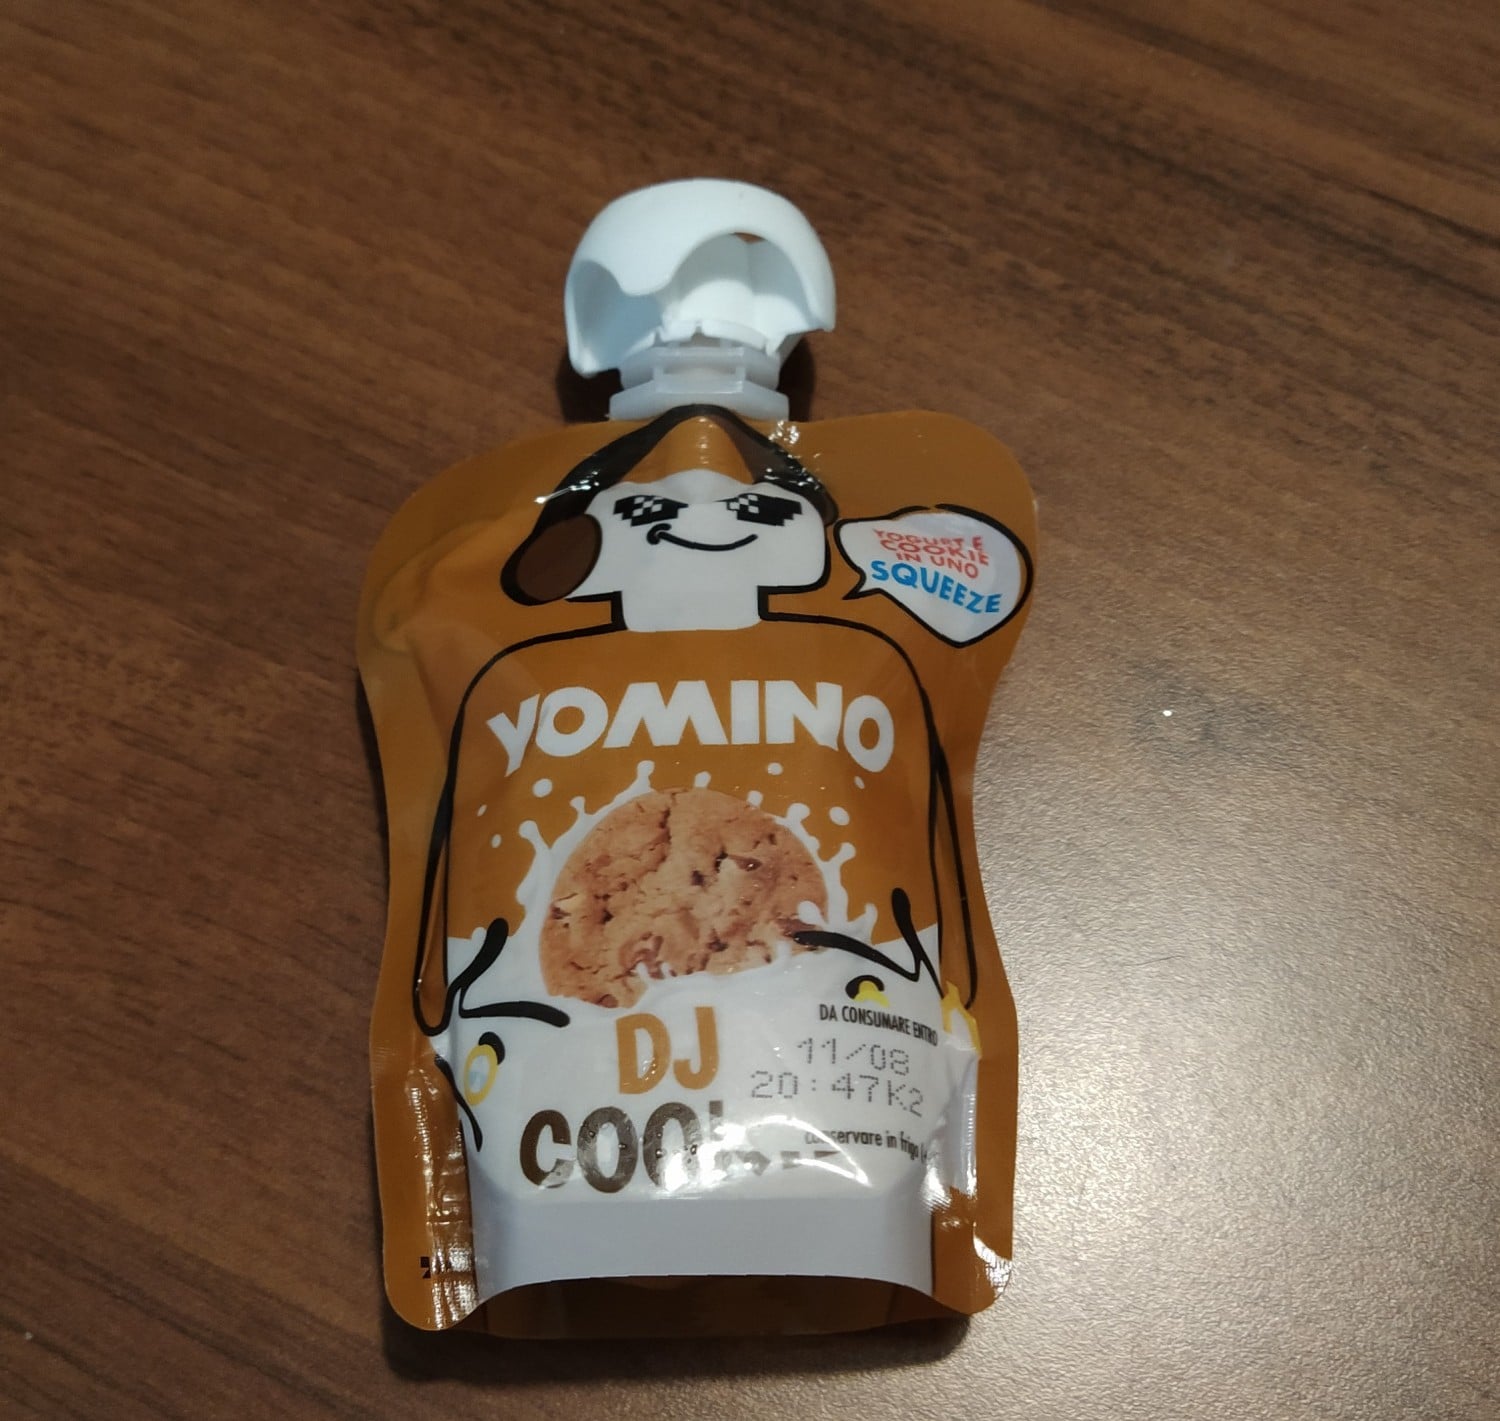 YOGURT E
COOKIE
IN UNO
SQUEEZE
YOMINO
DJ
DA CONSUMARE ENTRO
11/08
20:47K2
conservare in frigo